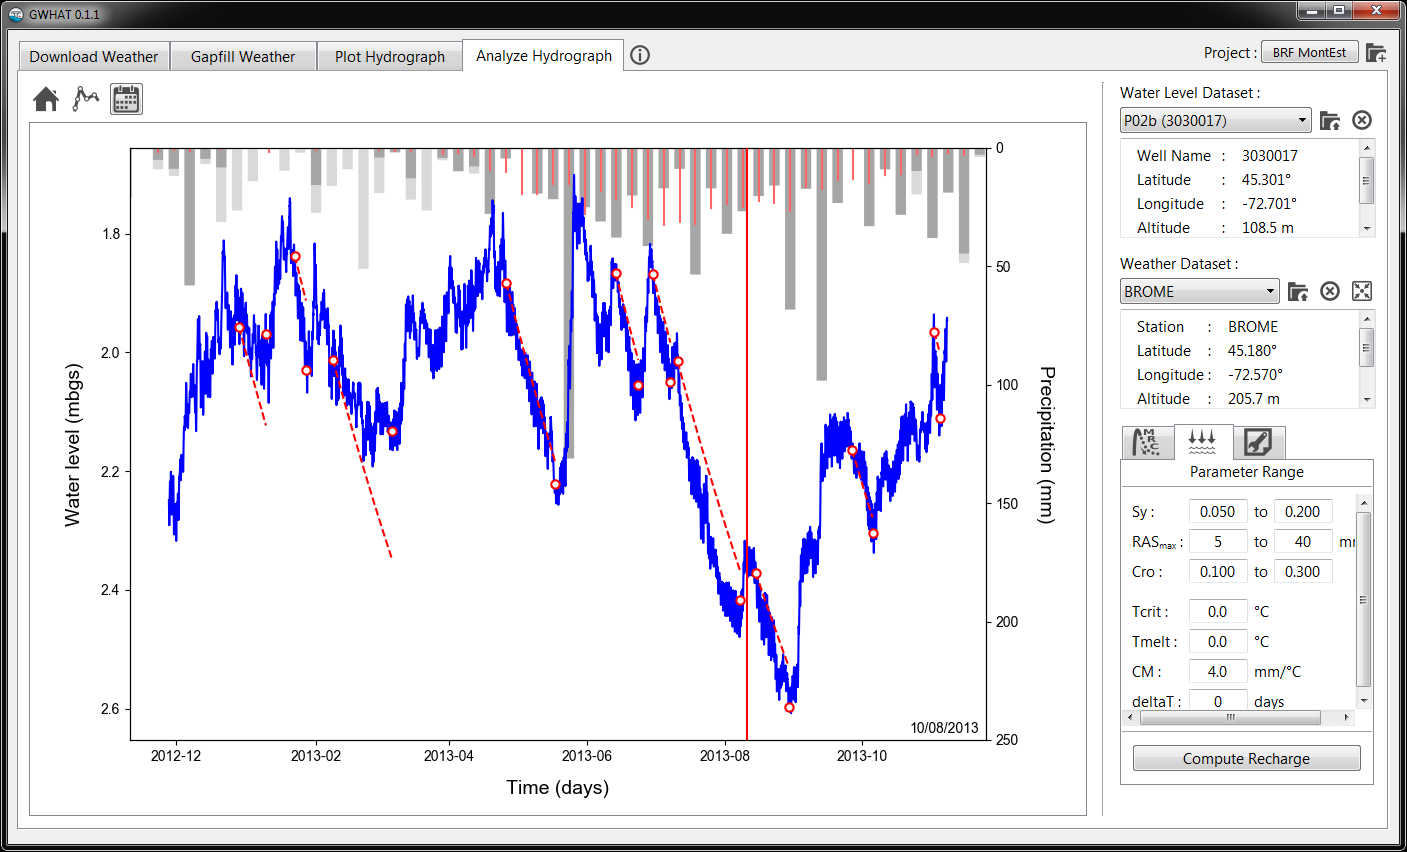 GWHAT 0.1.1
Download Weather
Gapfill Weather
Plot Hydrograph
Analyze Hydrograph
Project : BRF MontEst
Water Level Dataset :
P02b (3030017)
Well Name : 3030017
Latitude : 45.301°
Longitude : -72.701°
Altitude : 108.5 m
Weather Dataset :
BROME
Station : BROME
Latitude : 45.180°
Longitude : -72.570°
Altitude : 205.7 m
MRC
Parameter Range
Sy : 0.050 to 0.200
RASmax : 5 to 40 mm
Cro : 0.100 to 0.300
Tcrit : 0.0 °C
Tmelt : 0.0 °C
CM : 4.0 mm/°C
deltaT : 0 days
Compute Recharge
Water level (mbgs)
1.8
2.0
2.2
2.4
2.6
0
50
100
150
200
250
Precipitation (mm)
10/08/2013
2012-12
2013-02
2013-04
2013-06
2013-08
2013-10
Time (days)